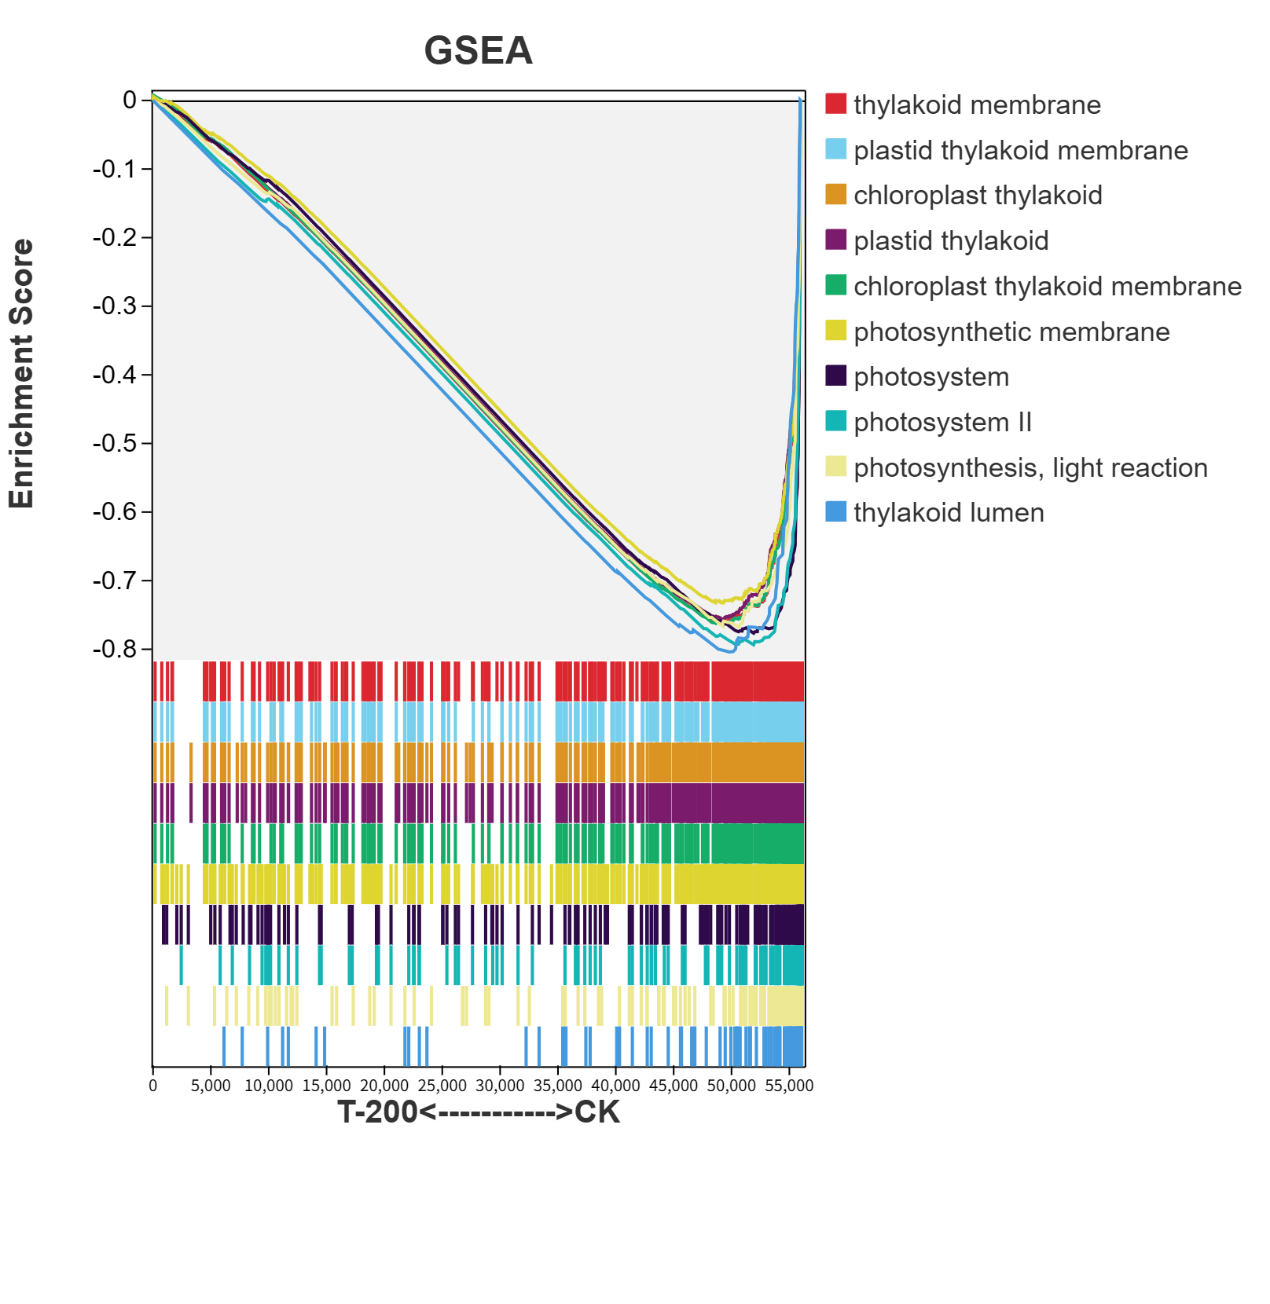 GSEA
Enrichment Score
0
-0.1
-0.2
-0.3
-0.4
-0.5
-0.6
-0.7
-0.8
thylakoid membrane
plastid thylakoid membrane
chloroplast thylakoid
plastid thylakoid
chloroplast thylakoid membrane
photosynthetic membrane
photosystem
photosystem II
photosynthesis, light reaction
thylakoid lumen
0 5,000 10,000 15,000 20,000 25,000 30,000 35,000 40,000 45,000 50,000 55,000
T-200<----------->CK